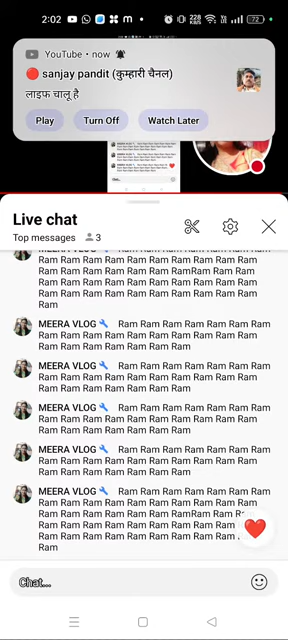 2:02
228
KB/S
72
YouTube • now
🔴 sanjay pandit (कुम्हारी चैनल)
लाइफ चालू है
Play
Turn Off
Watch Later
Live chat
Top messages 3
MEERA VLOG 🔧 Ram Ram Ram Ram Ram Ram
Ram Ram Ram Ram Ram Ram Ram Ram Ram
Ram Ram Ram Ram Ram RamRam Ram Ram
Ram Ram Ram Ram Ram Ram Ram Ram Ram
Ram Ram Ram Ram Ram Ram Ram Ram Ram
Ram
MEERA VLOG 🔧 Ram Ram Ram Ram Ram Ram
Ram Ram Ram Ram Ram Ram Ram Ram Ram
Ram Ram Ram Ram Ram Ram
MEERA VLOG 🔧 Ram Ram Ram Ram Ram Ram
Ram Ram Ram Ram Ram Ram Ram Ram Ram
Ram Ram Ram Ram Ram Ram
MEERA VLOG 🔧 Ram Ram Ram Ram Ram Ram
Ram Ram Ram Ram Ram Ram Ram Ram Ram
Ram Ram Ram Ram Ram Ram
MEERA VLOG 🔧 Ram Ram Ram Ram Ram Ram
Ram Ram Ram Ram Ram Ram Ram Ram Ram
Ram Ram Ram Ram Ram Ram
MEERA VLOG 🔧 Ram Ram Ram Ram Ram Ram
Ram Ram Ram Ram Ram Ram Ram Ram Ram
Ram Ram Ram Ram Ram RamRam Ram
Ram Ram Ram Ram Ram Ram Ram Ram
Ram Ram Ram Ram Ram Ram Ram Ram Ram
Ram
Chat...